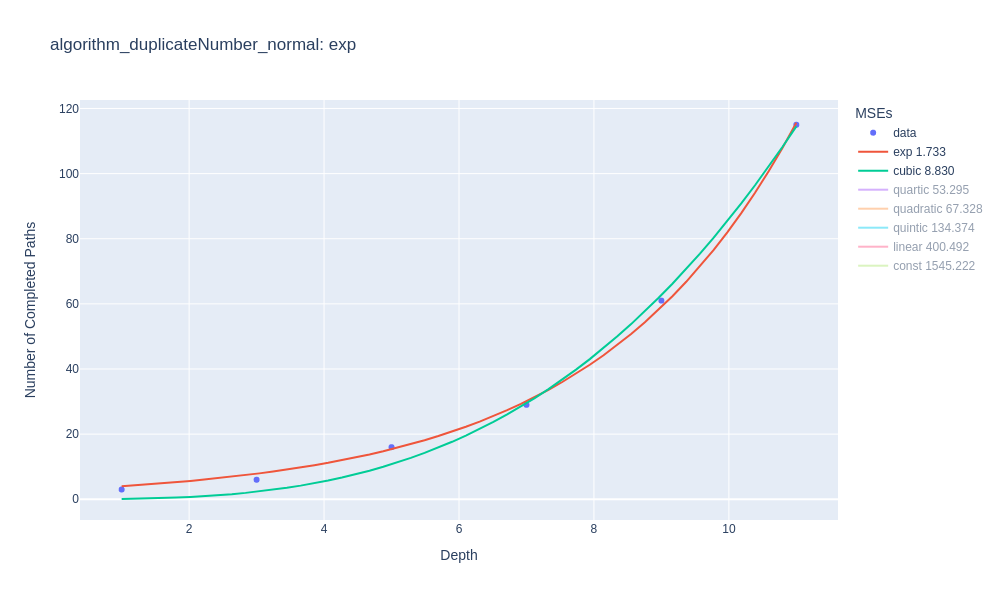 algorithm_duplicateNumber_normal: exp
MSEs
data
exp 1.733
cubic 8.830
quartic 53.295
quadratic 67.328
quintic 134.374
linear 400.492
const 1545.222
Number of Completed Paths
120
100
80
60
40
20
0
2 4 6 8 10
Depth